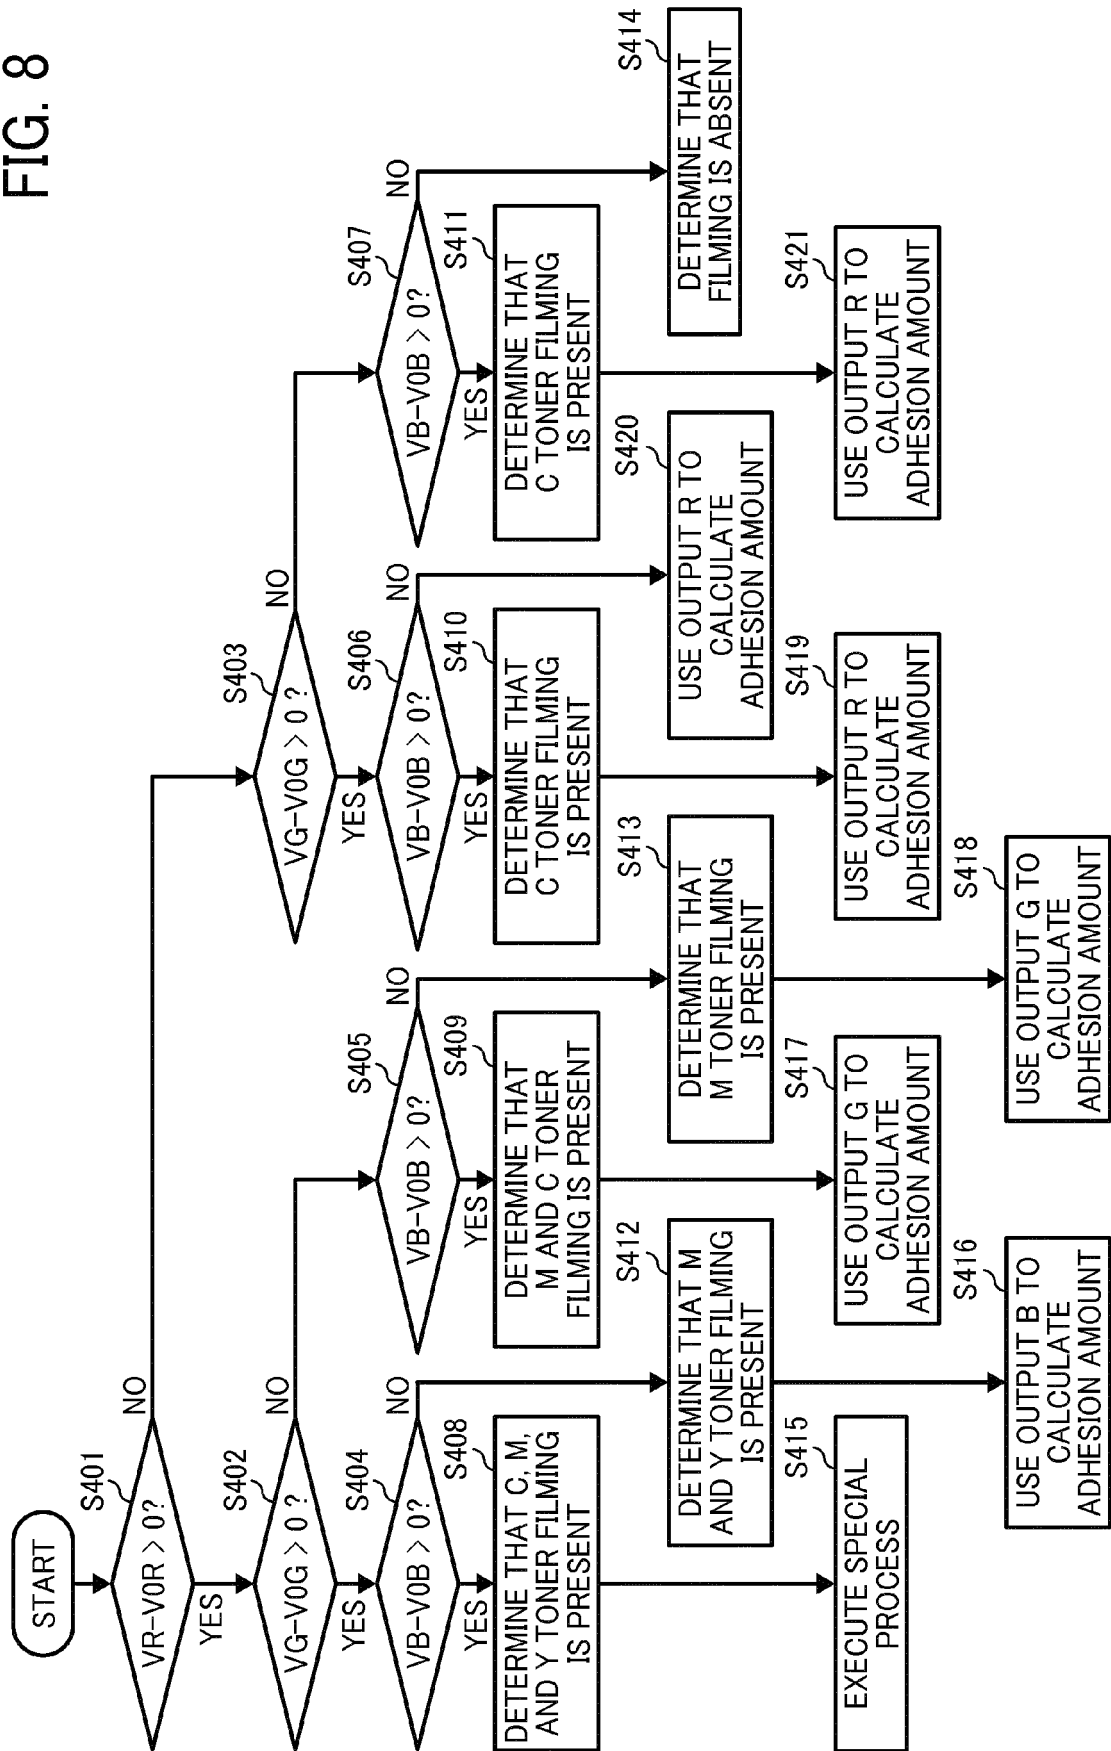 FIG. 8
START
S401
VR-V0R > 0?
YES
NO
S402
VG-V0G > 0?
YES
NO
S403
VG-V0G > 0?
YES
NO
S404
VB-V0B > 0?
YES
NO
S405
VB-V0B > 0?
YES
NO
S406
VB-V0B > 0?
YES
NO
S407
VB-V0B > 0?
YES
NO
S408
DETERMINE THAT C, M,
AND Y TONER FILMING
IS PRESENT
S409
DETERMINE THAT
M AND C TONER
FILMING IS PRESENT
S410
DETERMINE THAT
C TONER FILMING
IS PRESENT
S411
DETERMINE THAT
C TONER FILMING
IS PRESENT
S412
DETERMINE THAT M
AND Y TONER FILMING
IS PRESENT
S413
DETERMINE THAT
M TONER FILMING
IS PRESENT
S420
USE OUTPUT R TO
CALCULATE
ADHESION AMOUNT
S414
DETERMINE THAT
FILMING IS ABSENT
S415
EXECUTE SPECIAL
PROCESS
S417
USE OUTPUT G TO
CALCULATE
ADHESION AMOUNT
S419
USE OUTPUT R TO
CALCULATE
ADHESION AMOUNT
S421
USE OUTPUT R TO
CALCULATE
ADHESION AMOUNT
S416
USE OUTPUT B TO
CALCULATE
ADHESION AMOUNT
S418
USE OUTPUT G TO
CALCULATE
ADHESION AMOUNT